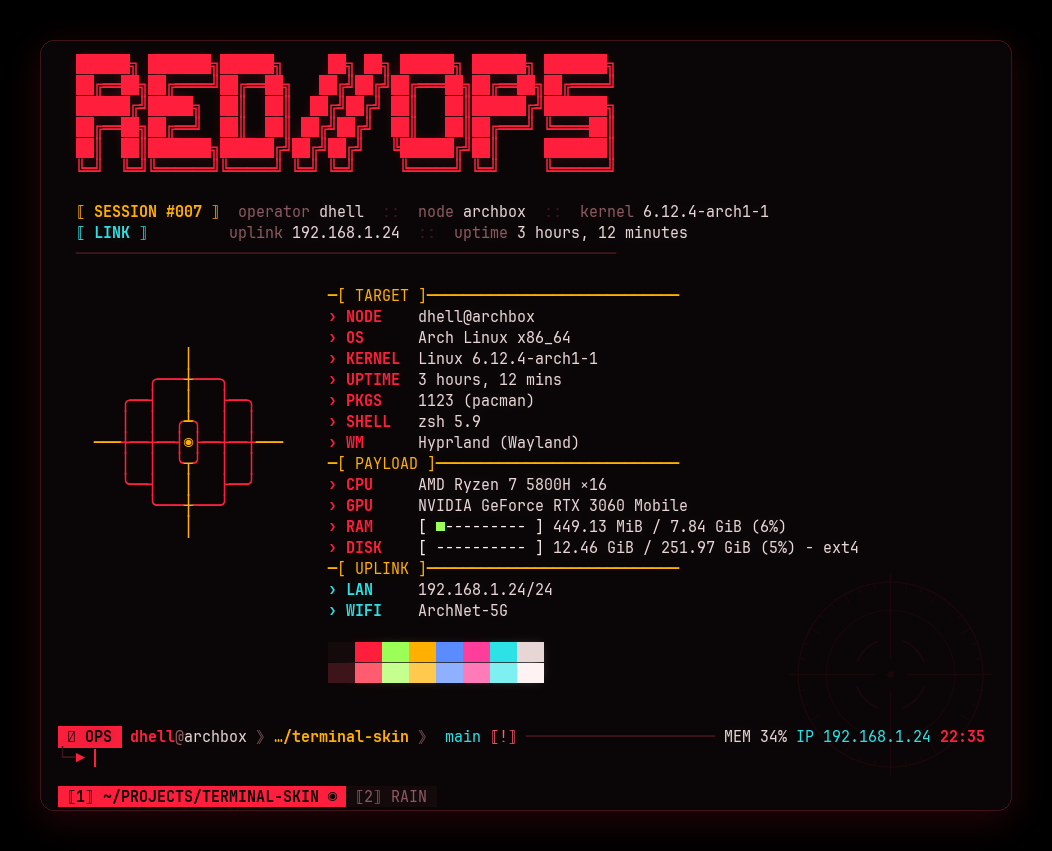 RED//OPS
⟦ SESSION #007 ⟧ operator dhell :: node archbox :: kernel 6.12.4-arch1-1
⟦ LINK ⟧ uplink 192.168.1.24 :: uptime 3 hours, 12 minutes
─[ TARGET ]────────────────────────────
› NODE dhell@archbox
› OS Arch Linux x86_64
› KERNEL Linux 6.12.4-arch1-1
› UPTIME 3 hours, 12 mins
› PKGS 1123 (pacman)
› SHELL zsh 5.9
› WM Hyprland (Wayland)
─[ PAYLOAD ]───────────────────────────
› CPU AMD Ryzen 7 5800H ×16
› GPU NVIDIA GeForce RTX 3060 Mobile
› RAM [ ■--------- ] 449.13 MiB / 7.84 GiB (6%)
› DISK [ ---------- ] 12.46 GiB / 251.97 GiB (5%) - ext4
─[ UPLINK ]────────────────────────────
› LAN 192.168.1.24/24
› WIFI ArchNet-5G
OPS dhell@archbox 》 …/terminal-skin 》 main ⟦!⟧ MEM 34% IP 192.168.1.24 22:35
⟦1⟧ ~/PROJECTS/TERMINAL-SKIN ◉ ⟦2⟧ RAIN